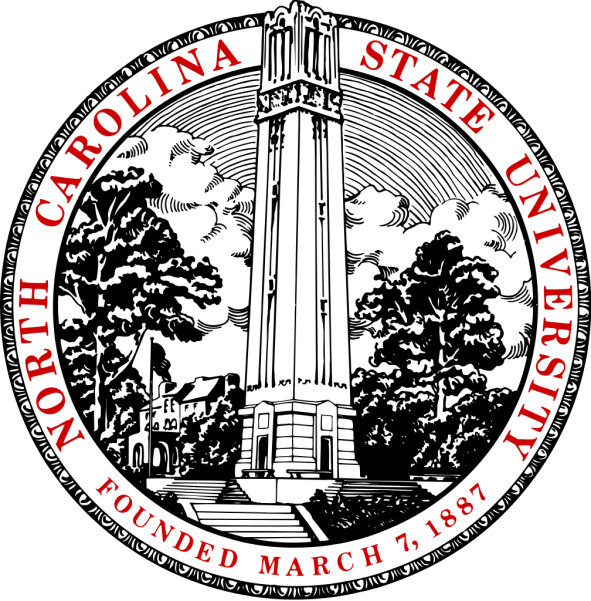 NORTH CAROLINA STATE UNIVERSITY
FOUNDED MARCH 7, 1887